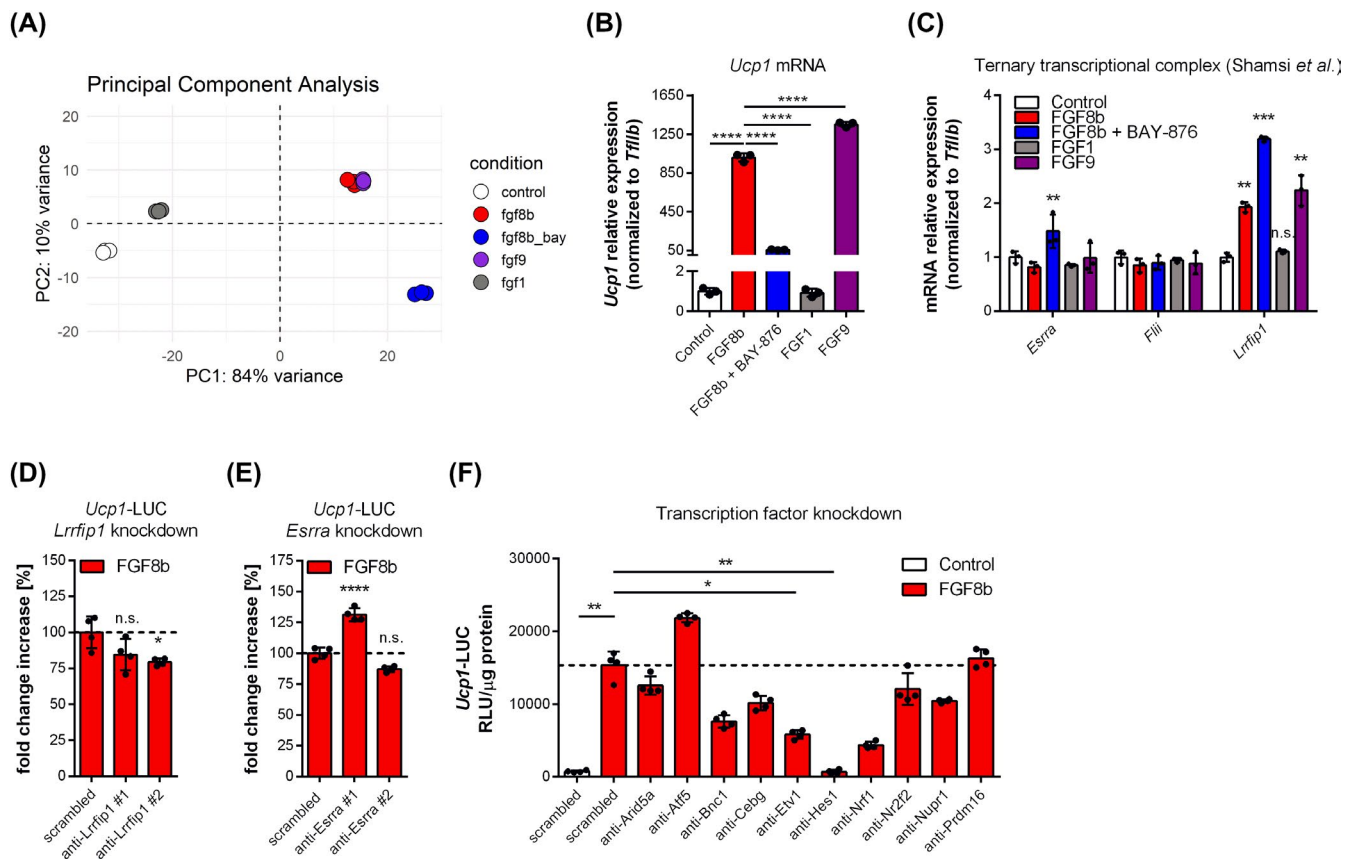 (A)
Principal Component Analysis
PC2: 10% variance
20
10
0
-10
-20
-20
0
20
PC1: 84% variance
condition
control
fgf8b
fgf8b_bay
fgf9
fgf1
(B)
Ucp1 mRNA
Ucp1 relative expression
(normalized to TfIIb)
1650
1250
850
450
50
2
0
****
****
**** ****
Control
FGF8b
FGF8b + BAY-876
FGF1
FGF9
(C)
Ternary transcriptional complex (Shamsi et al.)
mRNA relative expression
(normalized to TfIIb)
4
3
2
1
0
Control
FGF8b
FGF8b + BAY-876
FGF1
FGF9
**
**
***
n.s.
**
Esrra
Flii
Lrrfip1
(D)
Ucp1-LUC
Lrrfip1 knockdown
fold change increase [%]
150
125
100
75
50
25
0
FGF8b
n.s.
*
scrambled
anti-Lrrfip1 #1
anti-Lrrfip1 #2
(E)
Ucp1-LUC
Esrra knockdown
fold change increase [%]
175
150
125
100
75
50
25
0
FGF8b
****
n.s.
scrambled
anti-Esrra #1
anti-Esrra #2
(F)
Transcription factor knockdown
Ucp1-LUC
RLU/µg protein
30000
20000
10000
0
Control
FGF8b
**
*
**
scrambled
scrambled
anti-Arid5a
anti-Atf5
anti-Bnc1
anti-Cebg
anti-Etv1
anti-Hes1
anti-Nrf1
anti-Nr2f2
anti-Nupr1
anti-Prdm16